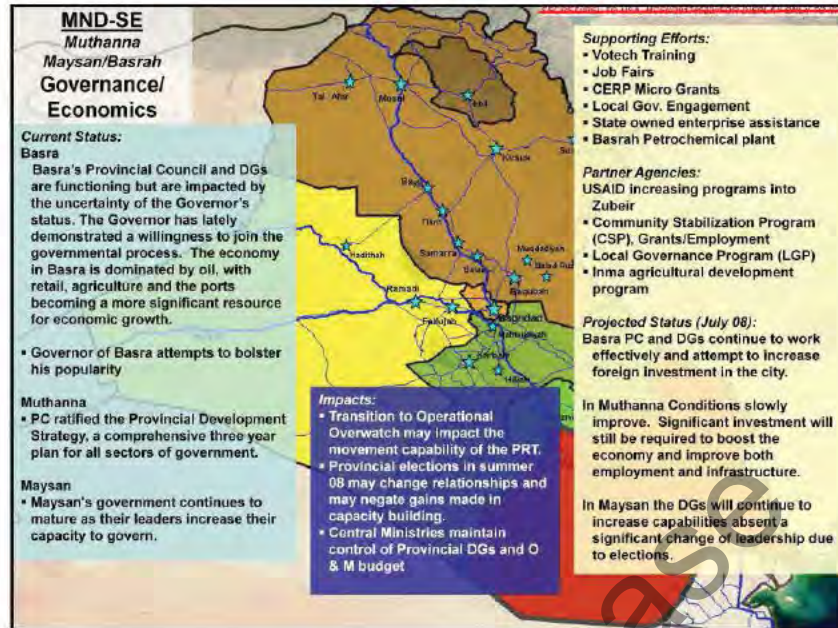 MND-SE
Muthanna
Maysan/Basrah
Governance/
Economics
Current Status:
Basra
Basra's Provincial Council and DGs
are functioning but are impacted by
the uncertainty of the Governor's
status. The Governor has lately
demonstrated a willingness to join the
governmental process. The economy
in Basra is dominated by oil, with
retail, agriculture and the ports
becoming a more significant resource
for economic growth.
▪ Governor of Basra attempts to bolster
his popularity
Muthanna
▪ PC ratified the Provincial Development
Strategy, a comprehensive three year
plan for all sectors of government.
Maysan
▪ Maysan's government continues to
mature as their leaders increase their
capacity to govern.
Tal Afar
Mosul
Irbil
Kirkuk
Samarra
Hadithah
Ramadi
Fallujah
Baghdad
Impacts:
▪ Transition to Operational
Overwatch may impact the
movement capability of the PRT.
▪ Provincial elections in summer
08 may change relationships and
may negate gains made in
capacity building.
▪ Central Ministries maintain
control of Provincial DGs and O
& M budget
Supporting Efforts:
▪ Votech Training
▪ Job Fairs
▪ CERP Micro Grants
▪ Local Gov. Engagement
▪ State owned enterprise assistance
▪ Basrah Petrochemical plant
Partner Agencies:
USAID increasing programs into
Zubeir
▪ Community Stabilization Program
(CSP), Grants/Employment
▪ Local Governance Program (LGP)
▪ Inma agricultural development
program
Projected Status (July 08):
Basra PC and DGs continue to work
effectively and attempt to increase
foreign investment in the city.
In Muthanna Conditions slowly
improve. Significant investment will
still be required to boost the
economy and improve both
employment and infrastructure.
In Maysan the DGs will continue to
increase capabilities absent a
significant change of leadership due
to elections.